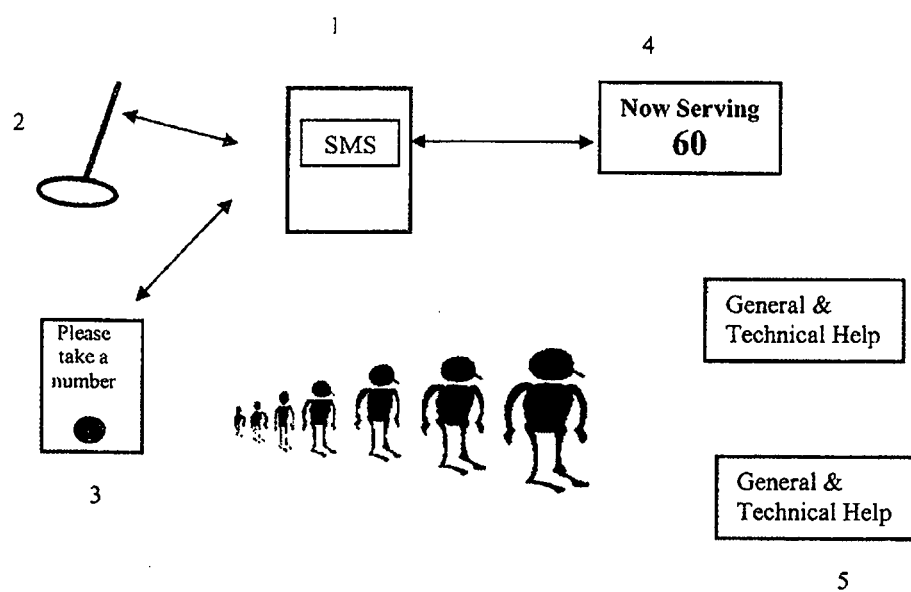 1
4
2
SMS
Now Serving
60
General &
Technical Help
Please
take a
number
3
General &
Technical Help
5